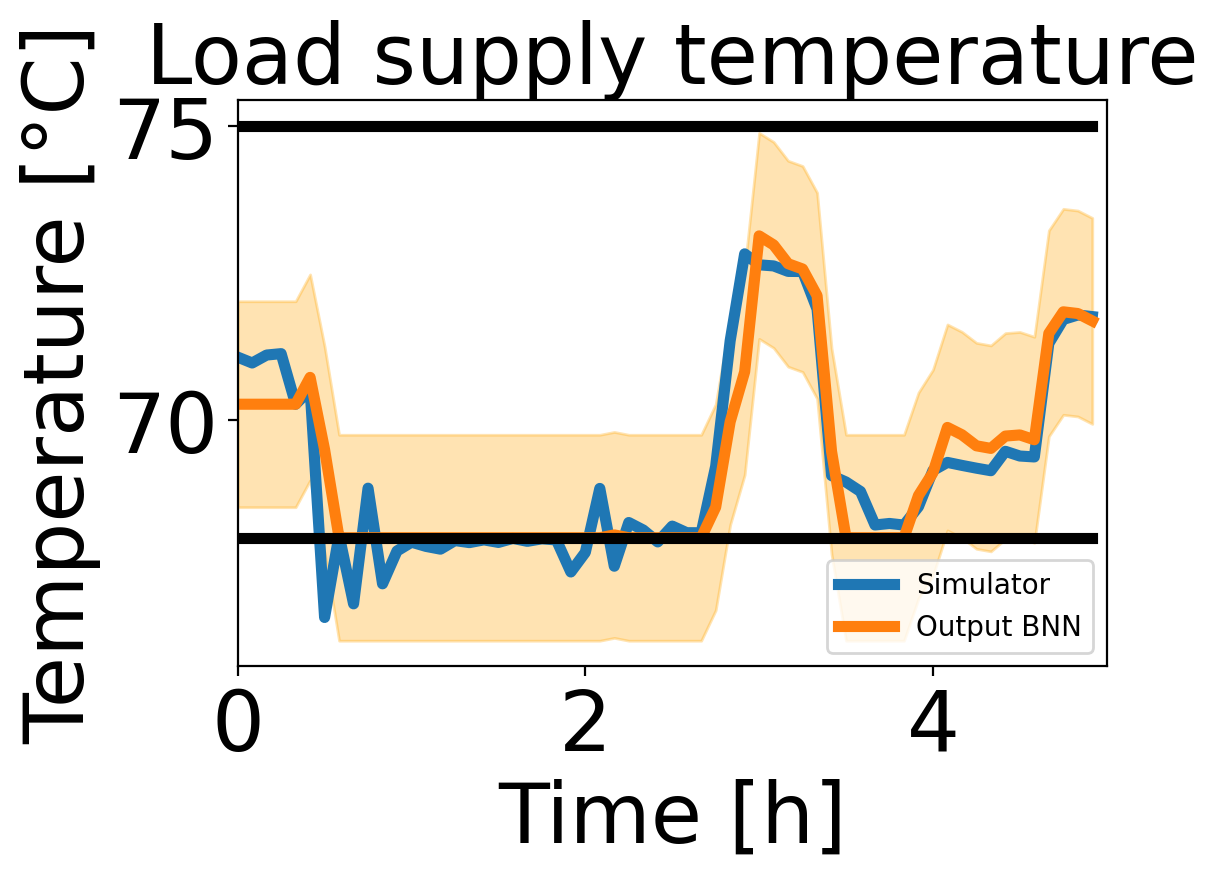 Load supply temperature
Temperature [°C]
75
70
0 2 4
Time [h]
Simulator
Output BNN